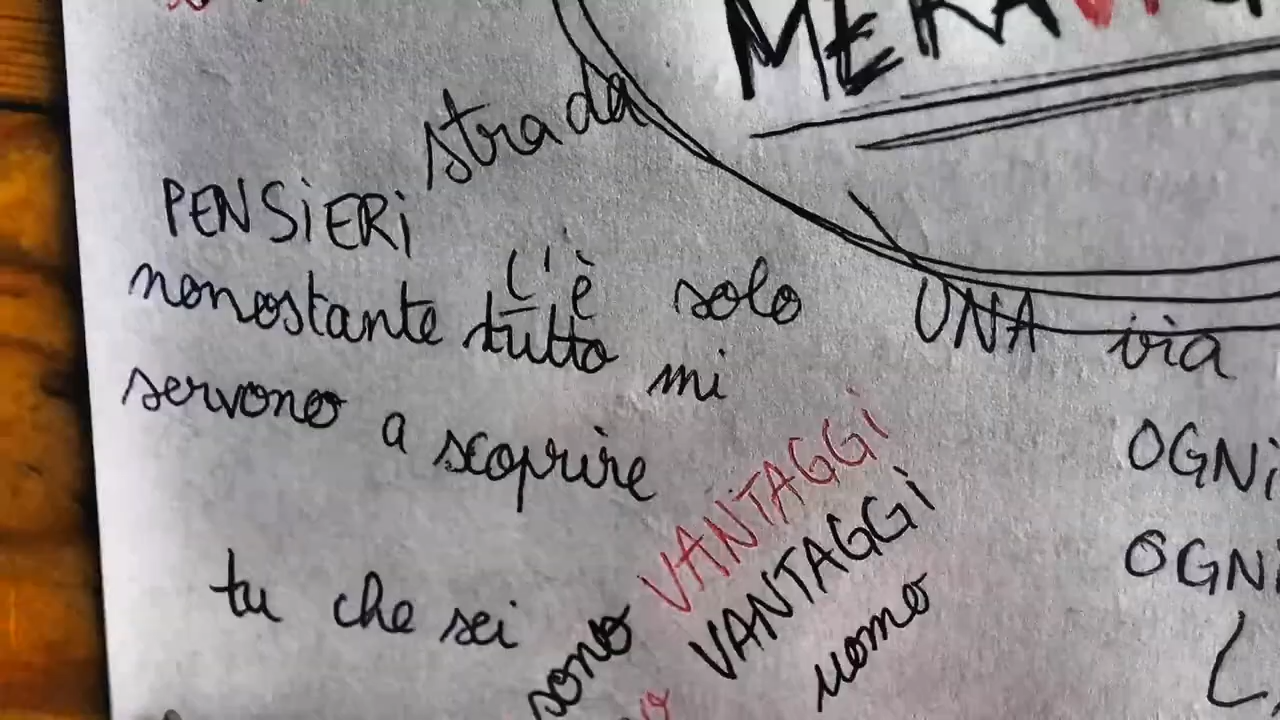 strada
PENSiERi
c'è solo UNA via
nonostante tutto mi
servono a scoprire
OGNi
VANTAGGi
OGNi
VANTAGGi
tu che sei
sono
uomo